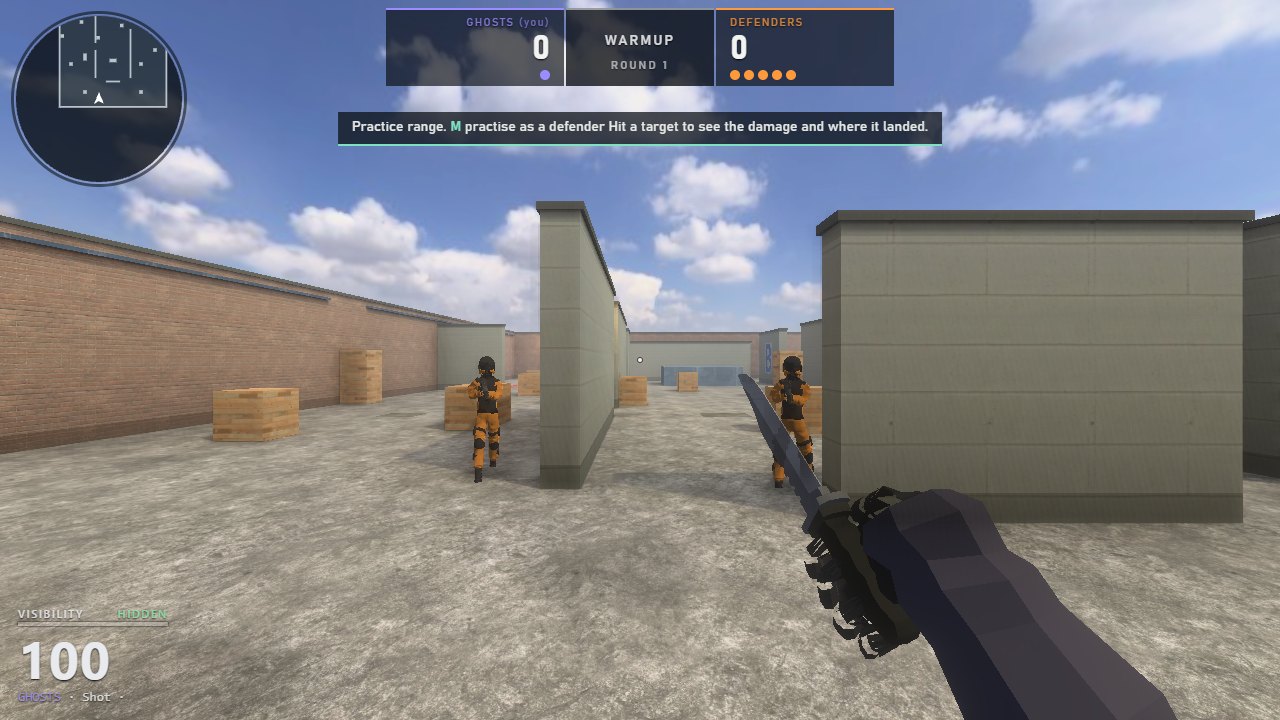 GHOSTS (you)
0
WARMUP
ROUND 1
DEFENDERS
0
Practice range. M practise as a defender Hit a target to see the damage and where it landed.
B
VISIBILITY HIDDEN
100
GHOSTS · Shot ·